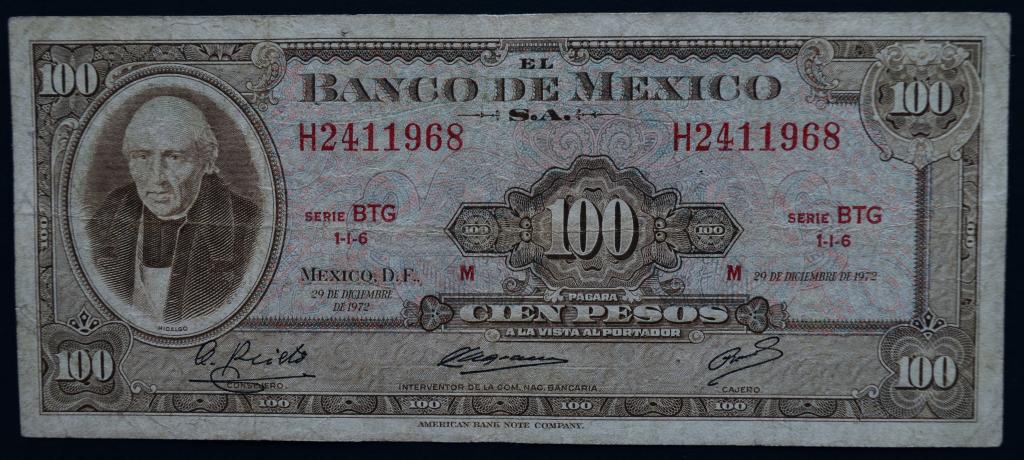 100
EL
BANCO DE MEXICO
S.A.
100
H2411968
H2411968
SERIE BTG
1-I-6
100
100
100
SERIE BTG
1-I-6
MEXICO, D.F.,
29 DE DICIEMBRE
DE 1972
M
M
29 DE DICIEMBRE DE 1972
PAGARA
CIEN PESOS
A LA VISTA AL PORTADOR
HIDALGO
100
CONSEJERO.
INTERVENTOR DE LA COM. NAC. BANCARIA.
CAJERO
100
100
100
100
100
100
100
AMERICAN BANK NOTE COMPANY.